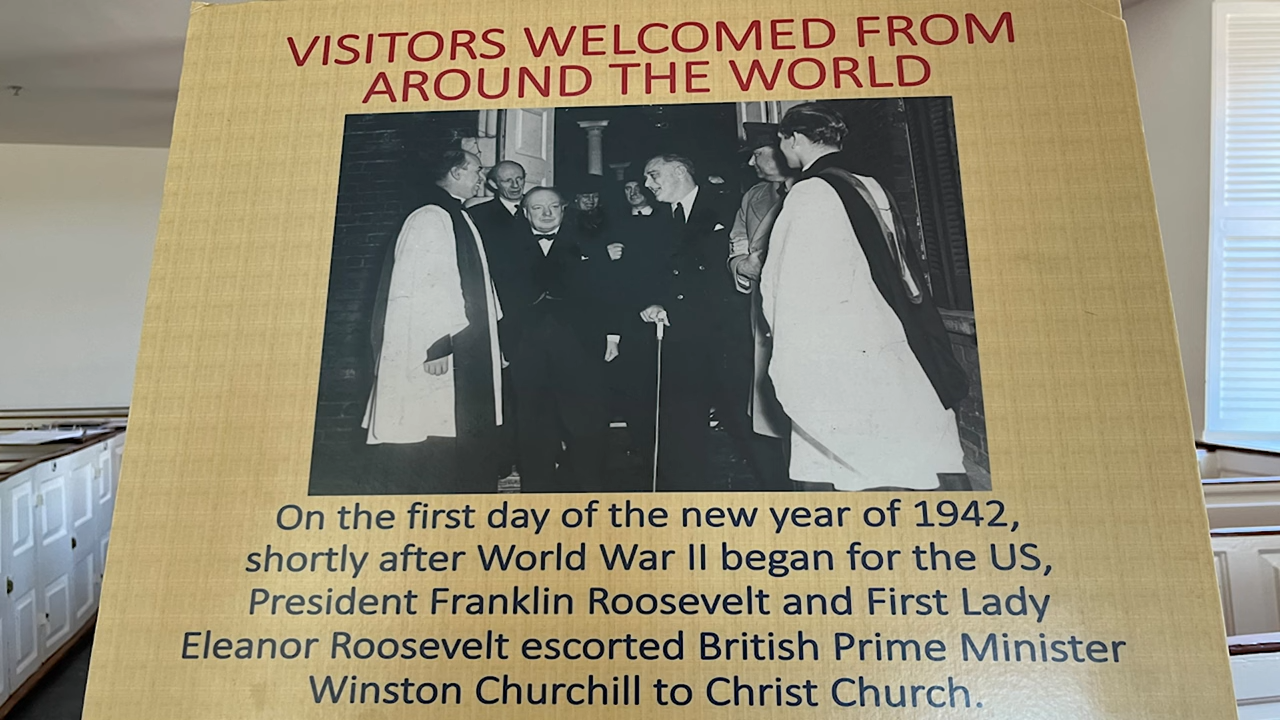 VISITORS WELCOMED FROM
AROUND THE WORLD
On the first day of the new year of 1942,
shortly after World War II began for the US,
President Franklin Roosevelt and First Lady
Eleanor Roosevelt escorted British Prime Minister
Winston Churchill to Christ Church.